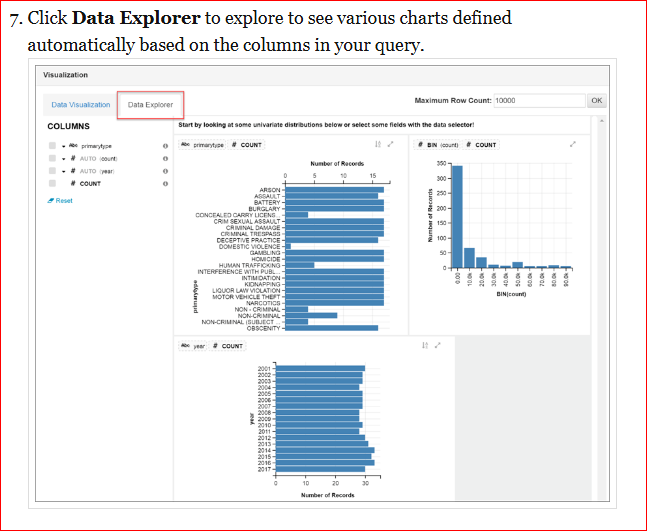 7. Click Data Explorer to explore to see various charts defined
automatically based on the columns in your query.
Visualization
Data Visualization
Data Explorer
Maximum Row Count: 10000
OK
COLUMNS
Abc primarytype
# AUTO (count)
# AUTO (year)
# COUNT
Reset
Start by looking at some univariate distributions below or select some fields with the data selector!
Abc primarytype # COUNT
Number of Records
0 5 10 15
ARSON
ASSAULT
BATTERY
BURGLARY
CONCEALED CARRY LICENS...
CRIM SEXUAL ASSAULT
CRIMINAL DAMAGE
CRIMINAL TRESPASS
DECEPTIVE PRACTICE
DOMESTIC VIOLENCE
GAMBLING
HOMICIDE
HUMAN TRAFFICKING
INTERFERENCE WITH PUBL...
INTIMIDATION
KIDNAPPING
LIQUOR LAW VIOLATION
MOTOR VEHICLE THEFT
NARCOTICS
NON - CRIMINAL
NON-CRIMINAL
NON-CRIMINAL (SUBJECT ...
OBSCENITY
primarytype
# BIN (count) # COUNT
Number of Records
350
300
250
200
150
100
50
0
0.00 10.0k 20.0k 30.0k 40.0k 50.0k 60.0k 70.0k 80.0k 90.0k
BIN(count)
Abc year # COUNT
year
2001
2002
2003
2004
2005
2006
2007
2008
2009
2010
2011
2012
2013
2014
2015
2016
2017
0 10 20 30
Number of Records